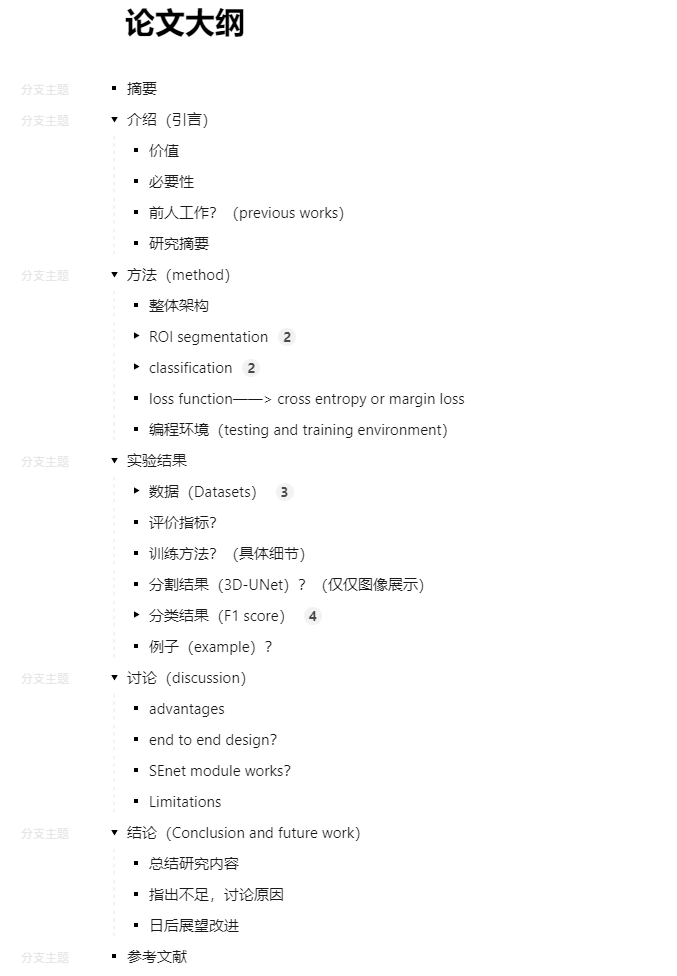 论文大纲
分支主题 摘要
分支主题 介绍（引言）
价值
必要性
前人工作？（previous works）
研究摘要
分支主题 方法（method）
整体架构
ROI segmentation 2
classification 2
loss function——> cross entropy or margin loss
编程环境（testing and training environment）
分支主题 实验结果
数据（Datasets） 3
评价指标？
训练方法？（具体细节）
分割结果（3D-UNet）？（仅仅图像展示）
分类结果（F1 score） 4
例子（example）？
分支主题 讨论（discussion）
advantages
end to end design?
SEnet module works?
Limitations
分支主题 结论（Conclusion and future work）
总结研究内容
指出不足，讨论原因
日后展望改进
分支主题 参考文献